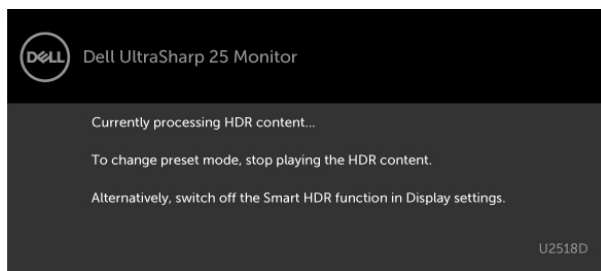 DELL
Dell UltraSharp 25 Monitor
Currently processing HDR content...
To change preset mode, stop playing the HDR content.
Alternatively, switch off the Smart HDR function in Display settings.
U2518D